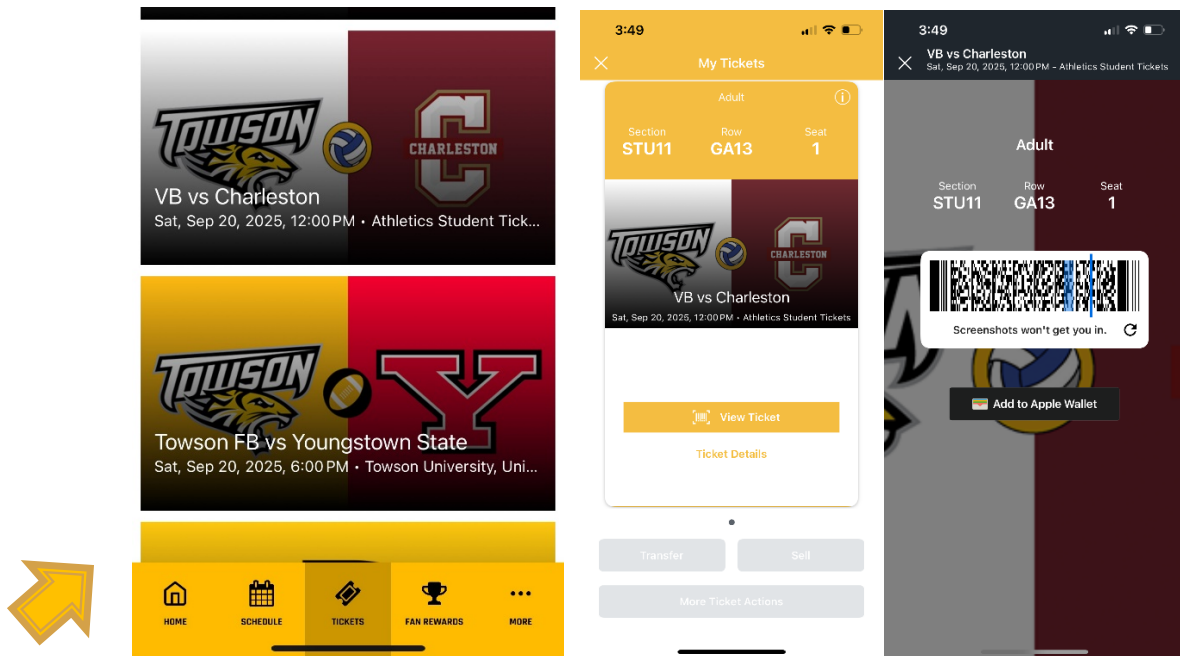 TOWSON
CHARLESTON
VB vs Charleston
Sat, Sep 20, 2025, 12:00 PM • Athletics Student Tick...
TOWSON
Y
Towson FB vs Youngstown State
Sat, Sep 20, 2025, 6:00 PM • Towson University, Uni...
HOME
SCHEDULE
TICKETS
FAN REWARDS
MORE
3:49
My Tickets
Adult
Section
Row
Seat
STU11
GA13
1
TOWSON
CHARLESTON
VB vs Charleston
Sat, Sep 20, 2025, 12:00PM • Athletics Student Tickets
View Ticket
Ticket Details
Transfer
Sell
More Ticket Actions
3:49
VB vs Charleston
Sat, Sep 20, 2025, 12:00PM – Athletics Student Tickets
Adult
Section
Row
Seat
STU11
GA13
1
Screenshots won't get you in.
Add to Apple Wallet